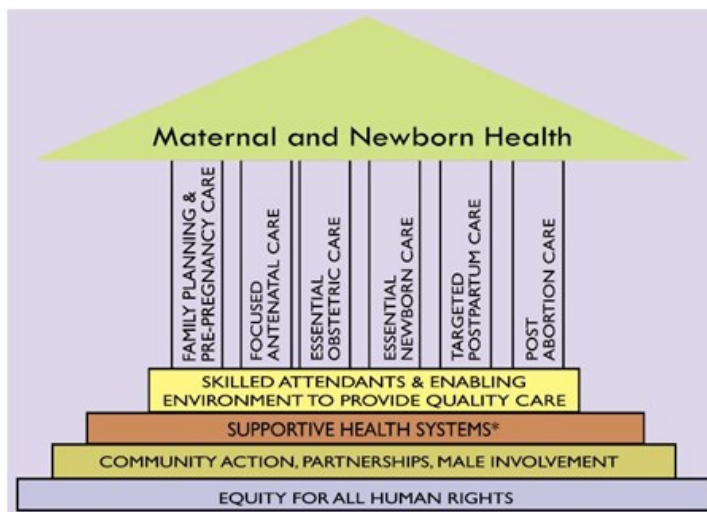 Maternal and Newborn Health
FAMILY PLANNING &
PRE-PREGNANCY CARE
FOCUSED
ANTENATAL CARE
ESSENTIAL
OBSTETRIC CARE
ESSENTIAL
NEWBORN CARE
TARGETED
POSTPARTUM CARE
POST
ABORTION CARE
SKILLED ATTENDANTS & ENABLING
ENVIRONMENT TO PROVIDE QUALITY CARE
SUPPORTIVE HEALTH SYSTEMS*
COMMUNITY ACTION, PARTNERSHIPS, MALE INVOLVEMENT
EQUITY FOR ALL HUMAN RIGHTS